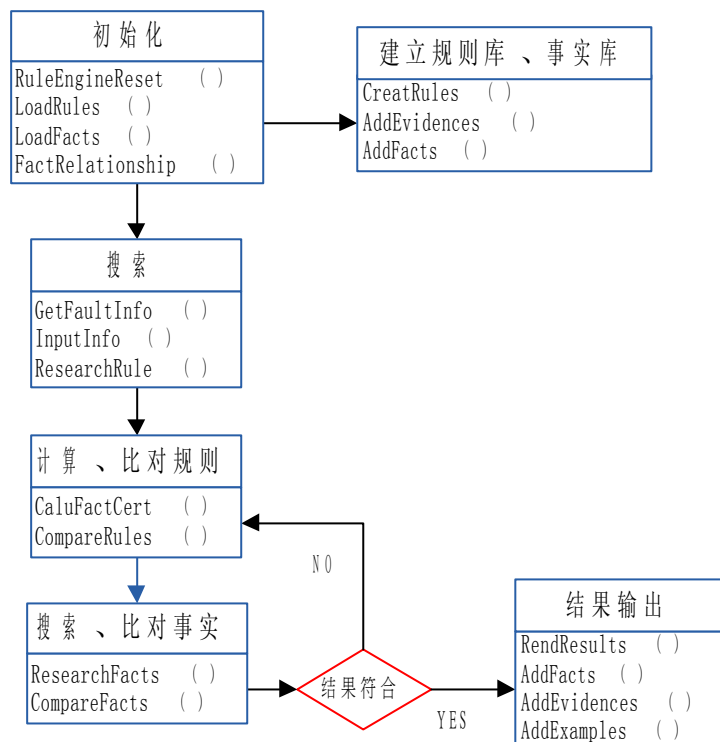 初始化
RuleEngineReset （）
LoadRules （）
LoadFacts （）
FactRelationship （）
建立规则库、事实库
CreatRules （）
AddEvidences （）
AddFacts （）
搜索
GetFaultInfo （）
InputInfo （）
ResearchRule （）
计算、比对规则
CaluFactCert （）
CompareRules （）
NO
搜索、比对事实
ResearchFacts （）
CompareFacts （）
结果符合
YES
结果输出
RendResults （）
AddFacts （）
AddEvidences （）
AddExamples （）